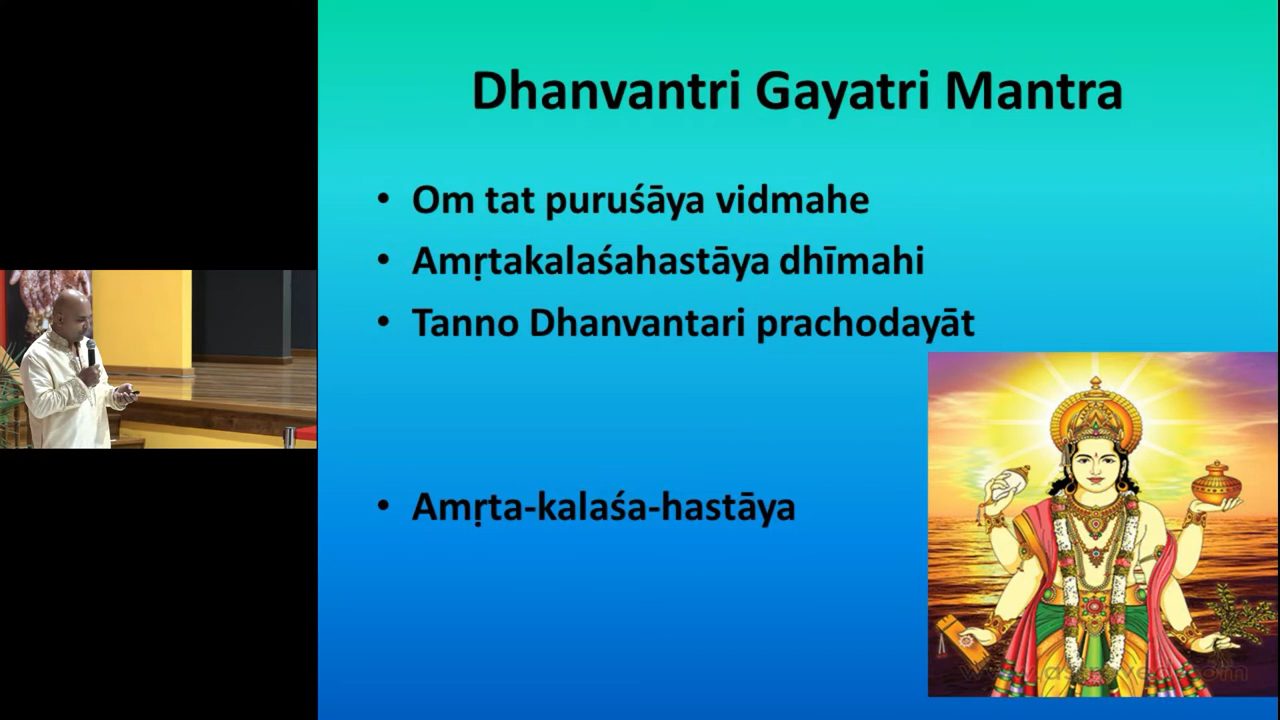 Dhanvantri Gayatri Mantra
• Om tat puruśāya vidmahe
• Amṛtakalaśahastāya dhīmahi
• Tanno Dhanvantari prachodayāt
• Amṛta-kalaśa-hastāya